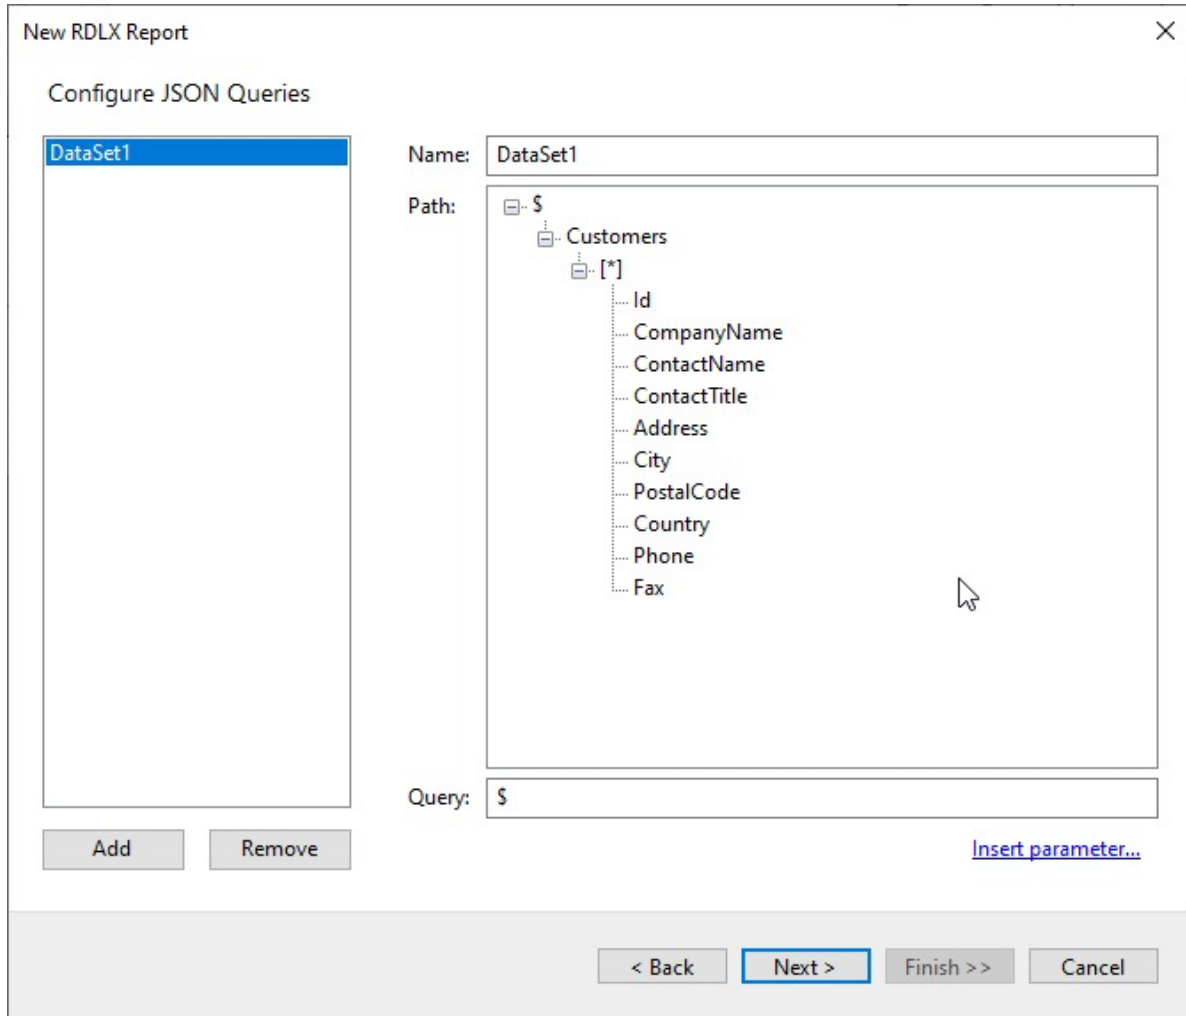 New RDLX Report
Configure JSON Queries
DataSet1
Name: DataSet1
Path: $
Customers
[*]
Id
CompanyName
ContactName
ContactTitle
Address
City
PostalCode
Country
Phone
Fax
Query: $
Add Remove
Insert parameter...
< Back Next > Finish >> Cancel